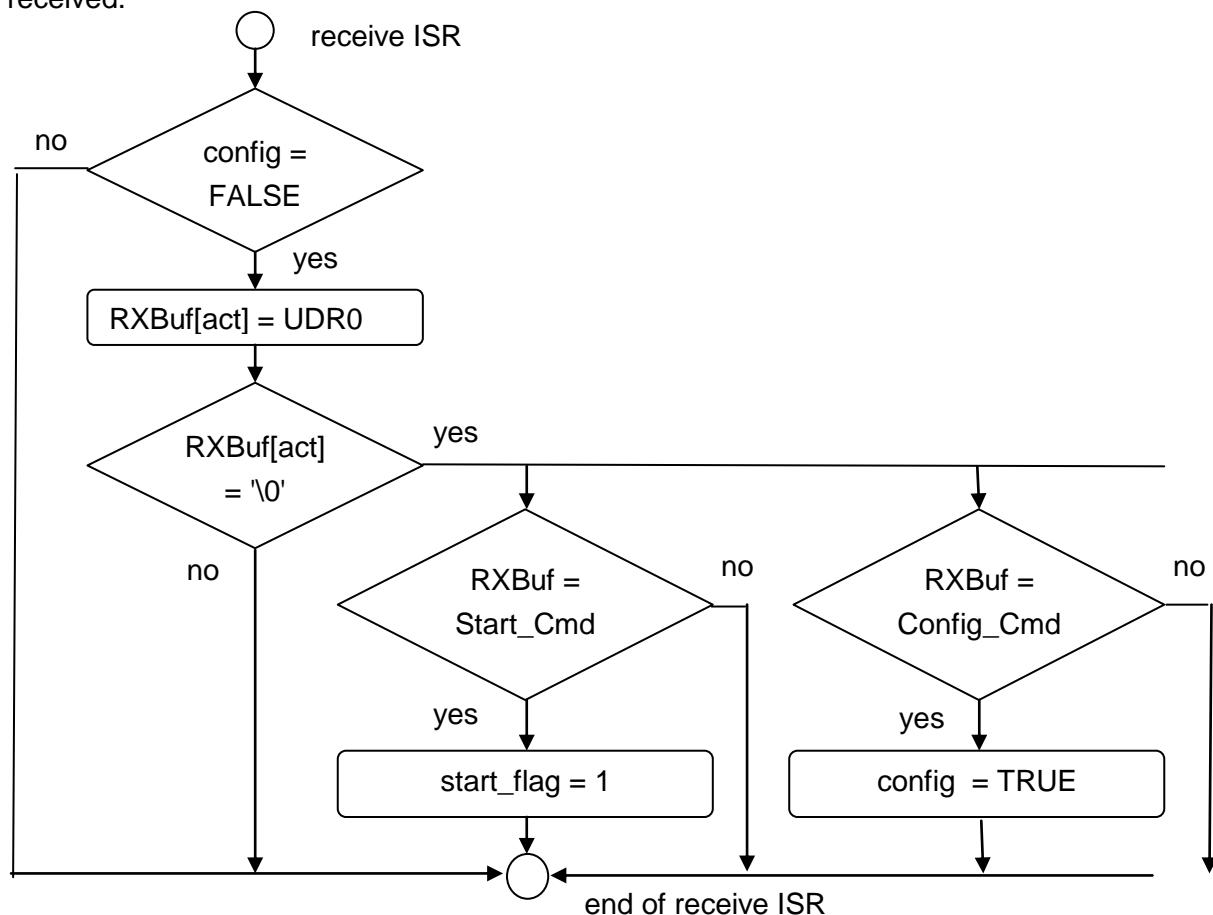 received.
receive ISR
no
config =
FALSE
yes
RXBuf[act] = UDR0
RXBuf[act]
= '\0'
yes
no
RXBuf =
Start_Cmd
no
RXBuf =
Config_Cmd
no
yes
yes
start_flag = 1
config = TRUE
end of receive ISR